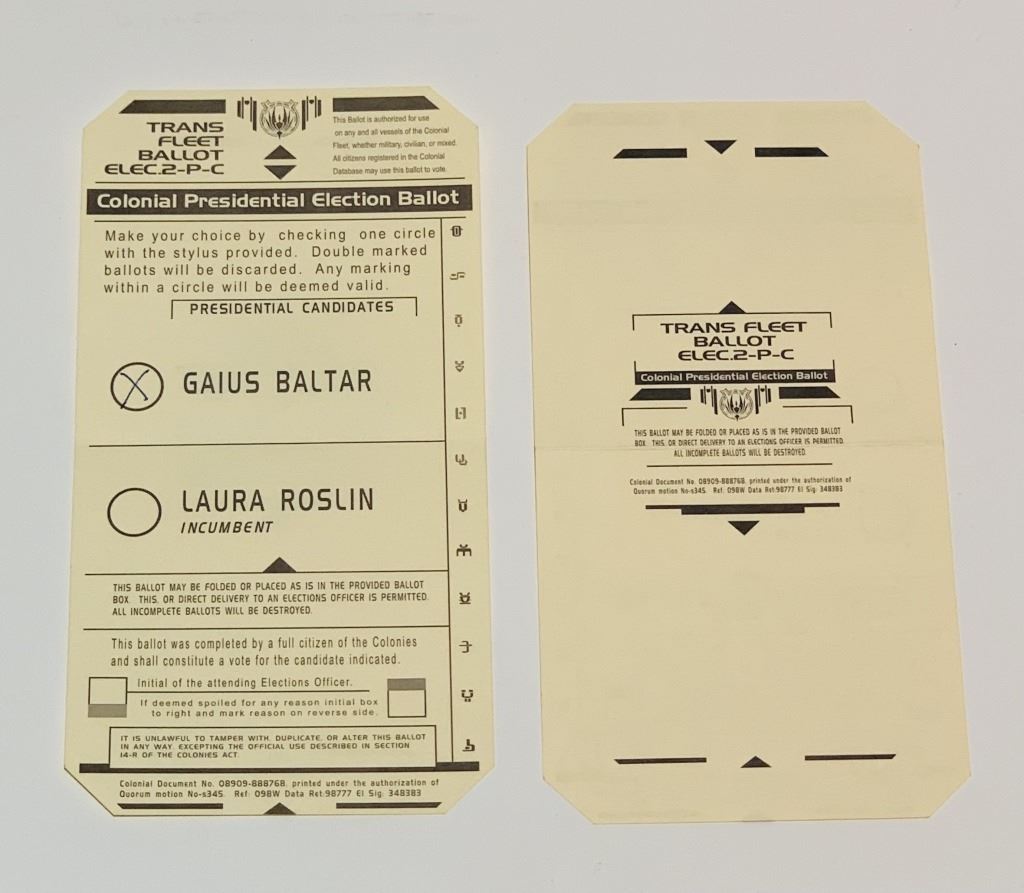 TRANS
FLEET
BALLOT
ELEC.2-P-C
This Ballot is authorized for use
on any and all vessels of the Colonial
Fleet, whether military, civilian, or mixed.
All citizens registered in the Colonial
Database may use this ballot to vote.
Colonial Presidential Election Ballot
Make your choice by checking one circle
with the stylus provided. Double marked
ballots will be discarded. Any marking
within a circle will be deemed valid.
PRESIDENTIAL CANDIDATES
X
GAIUS BALTAR
LAURA ROSLIN
INCUMBENT
THIS BALLOT MAY BE FOLDED OR PLACED AS IS IN THE PROVIDED BALLOT
BOX. THIS, OR DIRECT DELIVERY TO AN ELECTIONS OFFICER IS PERMITTED.
ALL INCOMPLETE BALLOTS WILL BE DESTROYED.
This ballot was completed by a full citizen of the Colonies
and shall constitute a vote for the candidate indicated.
Initial of the attending Elections Officer.
If deemed spoiled for any reason initial box
to right and mark reason on reverse side.
IT IS UNLAWFUL TO TAMPER WITH, DUPLICATE, OR ALTER THIS BALLOT
IN ANY WAY, EXCEPTING THE OFFICIAL USE DESCRIBED IN SECTION
14-R OF THE COLONIES ACT.
Colonial Document No. 08909-888768, printed under the authorization of
Quorum motion No-s345. Ref: 098W Data Ret:98777 El Sig: 348383
TRANS FLEET
BALLOT
ELEC.2-P-C
Colonial Presidential Election Ballot
THIS BALLOT MAY BE FOLDED OR PLACED AS IS IN THE PROVIDED BALLOT
BOX. THIS, OR DIRECT DELIVERY TO AN ELECTIONS OFFICER IS PERMITTED.
ALL INCOMPLETE BALLOTS WILL BE DESTROYED.
Colonial Document No. 08909-888768, printed under the authorization of
Quorum motion No-s345. Ref: 098W Data Ret:98777 El Sig: 348383